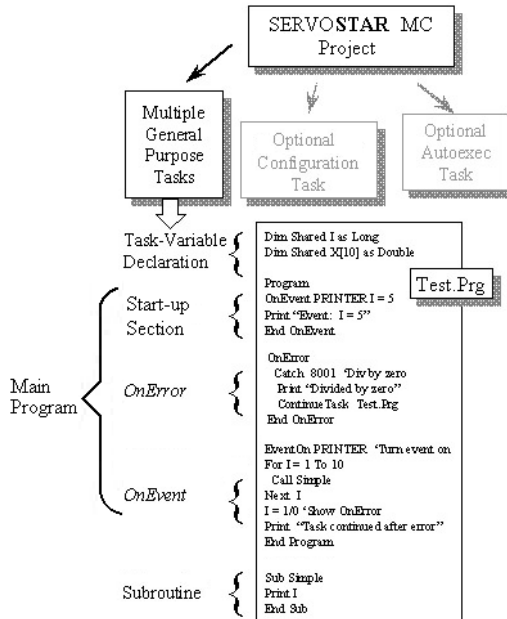 SERVOSTAR MC
Project
Multiple
General
Purpose
Tasks
Optional
Configuration
Task
Optional
Autoexec
Task
Task-Variable
Declaration
Dim Shared I as Long
Dim Shared X[10] as Double
Test.Prg
Main
Program
Start-up
Section
Program
OnEvent PRINTER I = 5
Print "Event: I = 5"
End OnEvent
OnError
OnError
Catch 8001 'Div by zero
Print "Divided by zero"
ContinueTask Test.Prg
End OnError
OnEvent
EventOn PRINTER 'Turn event on
For I = 1 To 10
Call Simple
Next I
I = 1/0 'Show OnError
Print "Task continued after error"
End Program
Subroutine
Sub Simple
Print I
End Sub